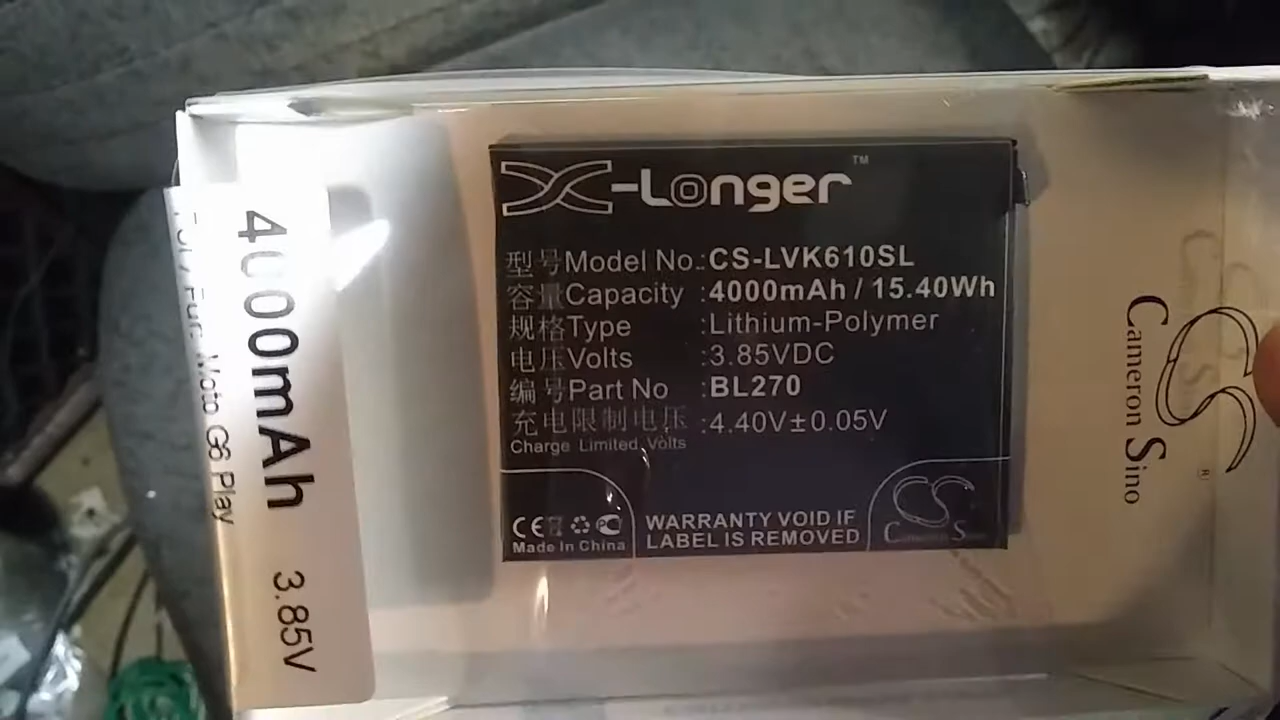 X-Longer™
型号Model No.:CS-LVK610SL
容量Capacity :4000mAh / 15.40Wh
规格Type :Lithium-Polymer
电压Volts :3.85VDC
编号Part No :BL270
充电限制电压 :4.40V±0.05V
Charge Limited Volts
CE
Made In China
WARRANTY VOID IF
LABEL IS REMOVED
CS
Cameron Sino
4000mAh 3.85V
Moto G6 Play
CS
Cameron Sino®